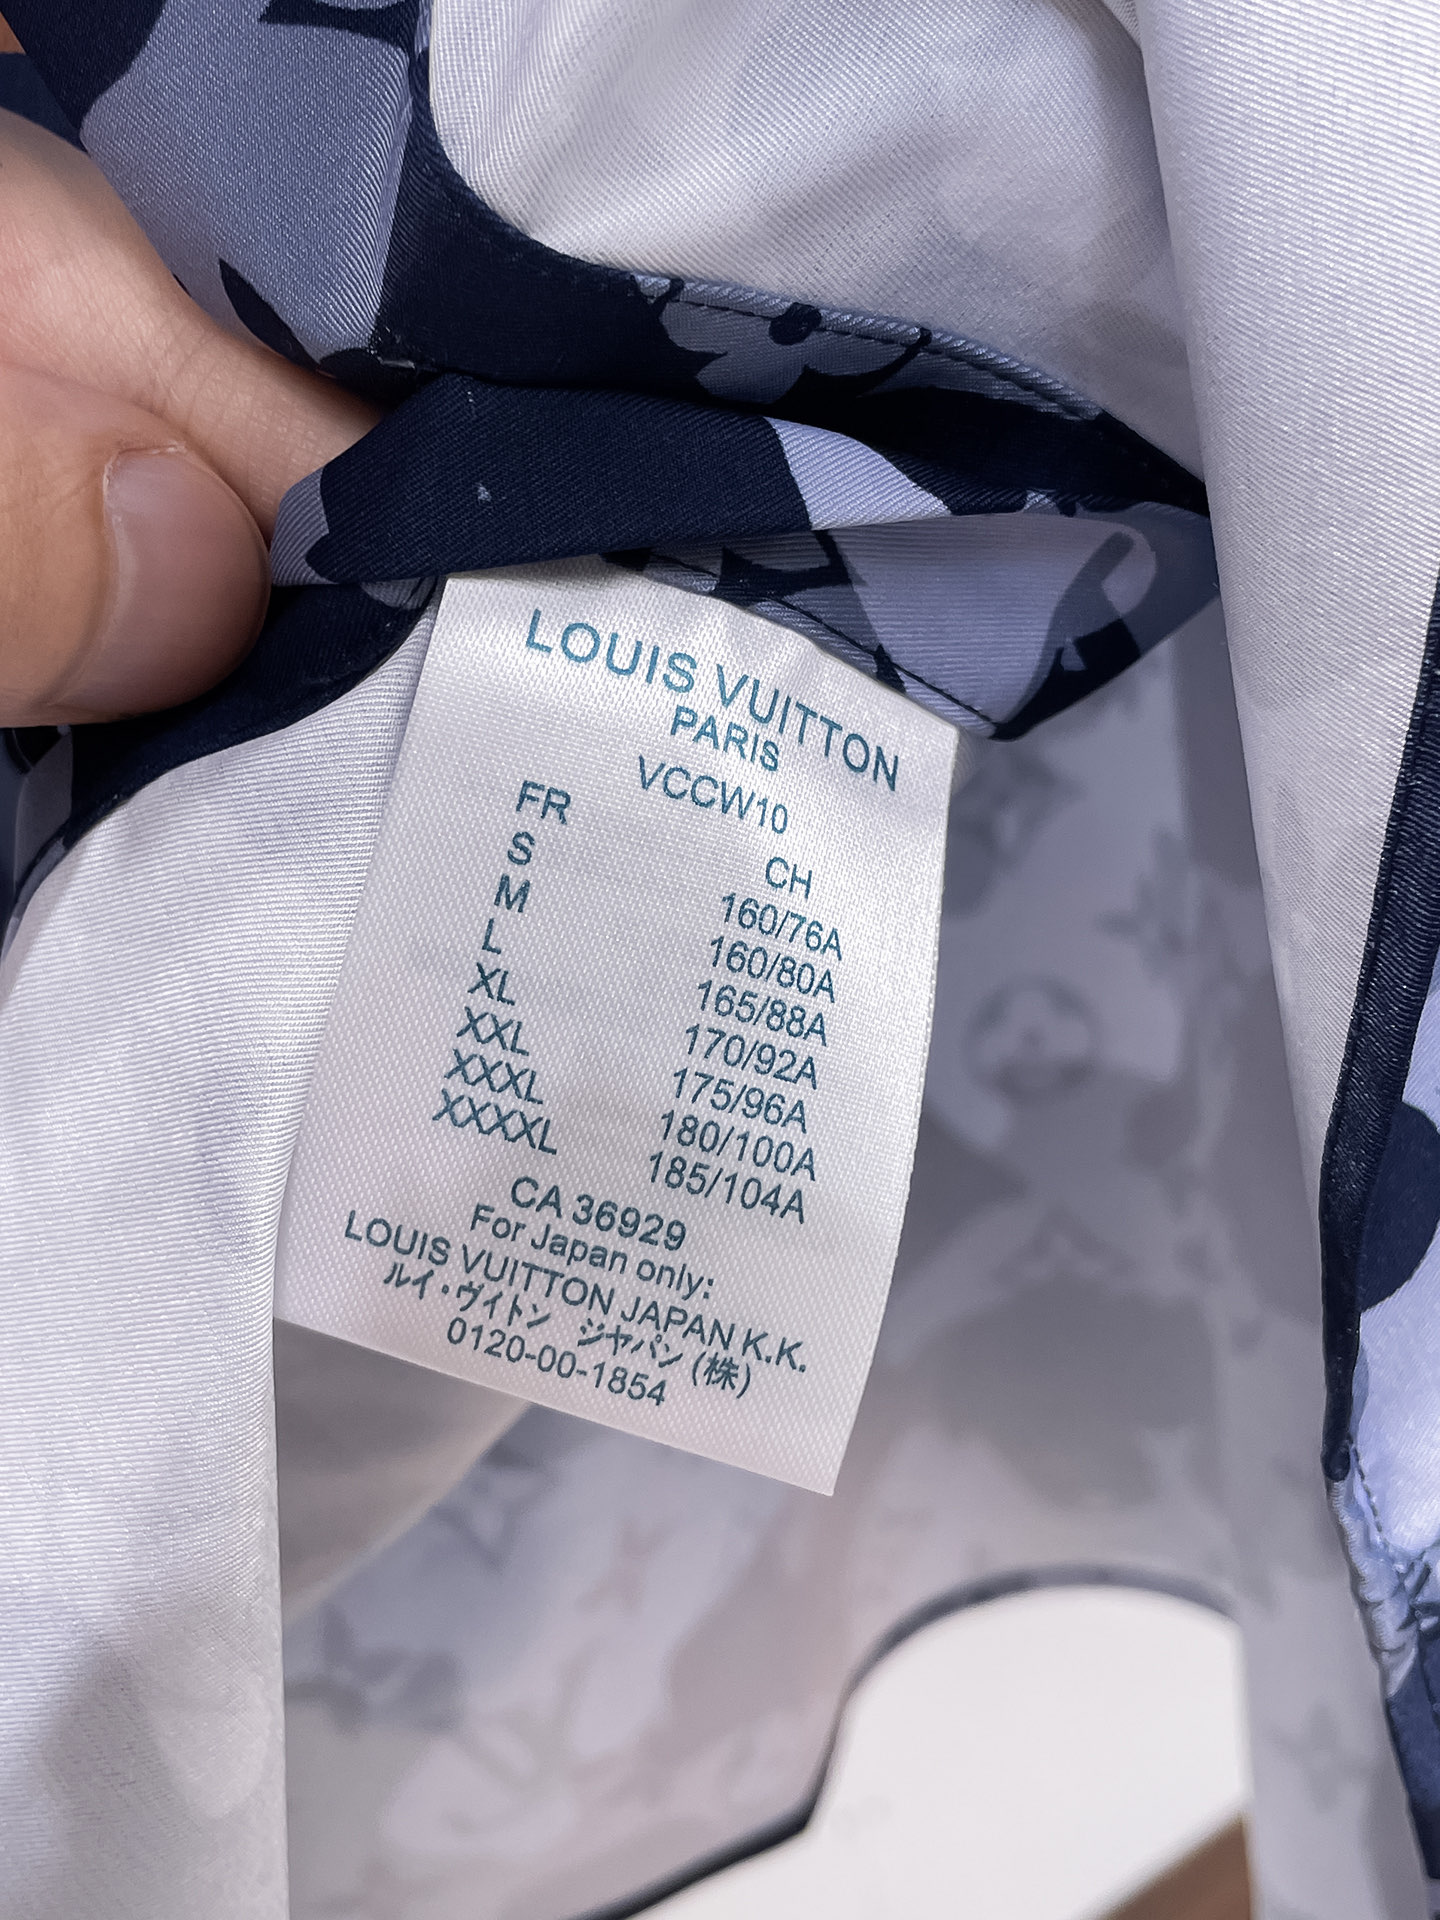 LOUIS VUITTON
PARIS
VCCW10
FR CH
S 160/76A
M 160/80A
L 165/88A
XL 170/92A
XXL 175/96A
XXXL 180/100A
XXXXL 185/104A
CA 36929
For Japan only:
LOUIS VUITTON JAPAN K.K.
ルイ・ヴィトン ジャパン (株)
0120-00-1854